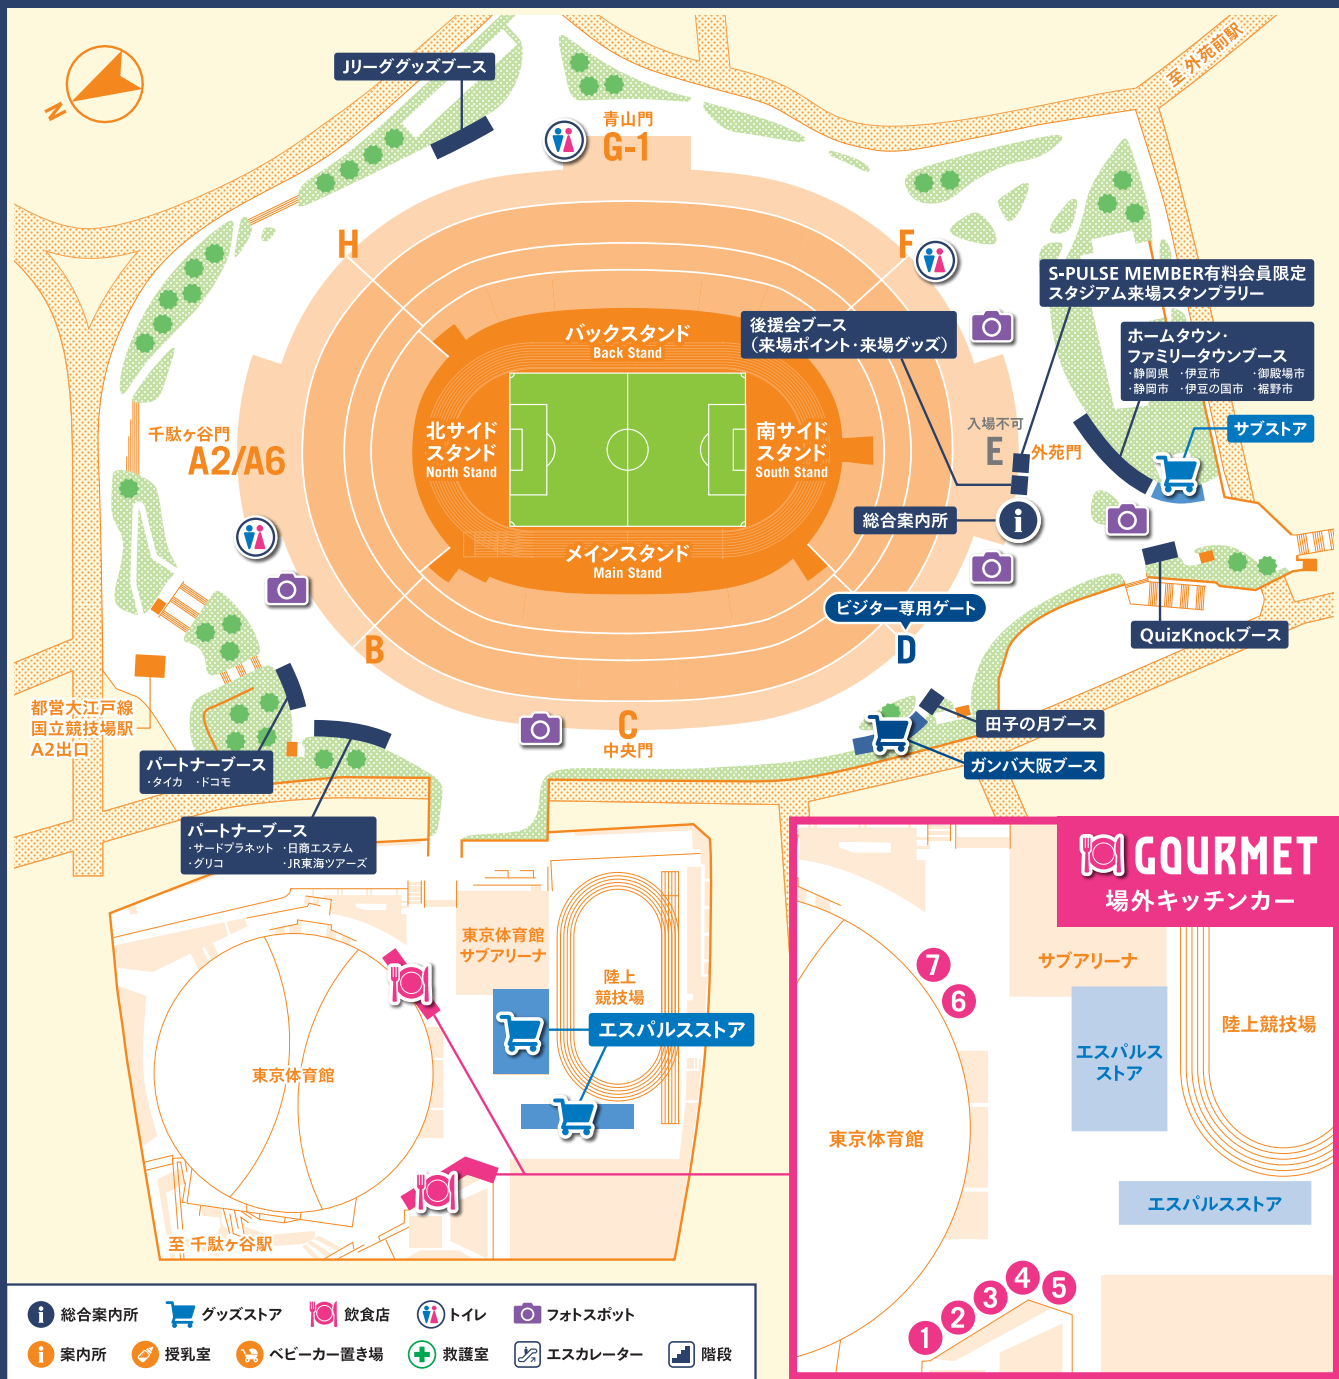 N
Jリーググッズブース
青山門
G-1
至 外苑前駅
H
F
S-PULSE MEMBER有料会員限定
スタジアム来場スタンプラリー
後援会ブース
（来場ポイント・来場グッズ）
ホームタウン・
ファミリータウンブース
・静岡県 ・伊豆市 ・御殿場市
・静岡市 ・伊豆の国市 ・裾野市
サブストア
バックスタンド
Back Stand
千駄ヶ谷門
A2/A6
北サイド
スタンド
North Stand
南サイド
スタンド
South Stand
入場不可
E
外苑門
総合案内所
メインスタンド
Main Stand
ビジター専用ゲート
D
QuizKnockブース
B
都営大江戸線
国立競技場駅
A2出口
C
中央門
田子の月ブース
ガンバ大阪ブース
パートナーブース
・タイカ ・ドコモ
パートナーブース
・サードプラネット ・日商エステム
・グリコ ・JR東海ツアーズ
東京体育館
サブアリーナ
陸上
競技場
エスパルスストア
東京体育館
至 千駄ヶ谷駅
GOURMET
場外キッチンカー
サブアリーナ
7
6
陸上競技場
エスパルス
ストア
東京体育館
エスパルスストア
1
2
3
4
5
総合案内所
グッズストア
飲食店
トイレ
フォトスポット
案内所
授乳室
ベビーカー置き場
救護室
エスカレーター
階段